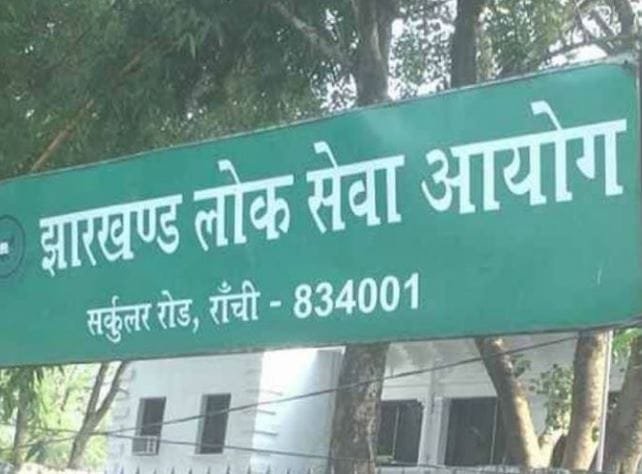 झारखण्ड लोक सेवा आयोग
सर्कुलर रोड, राँची - 834001